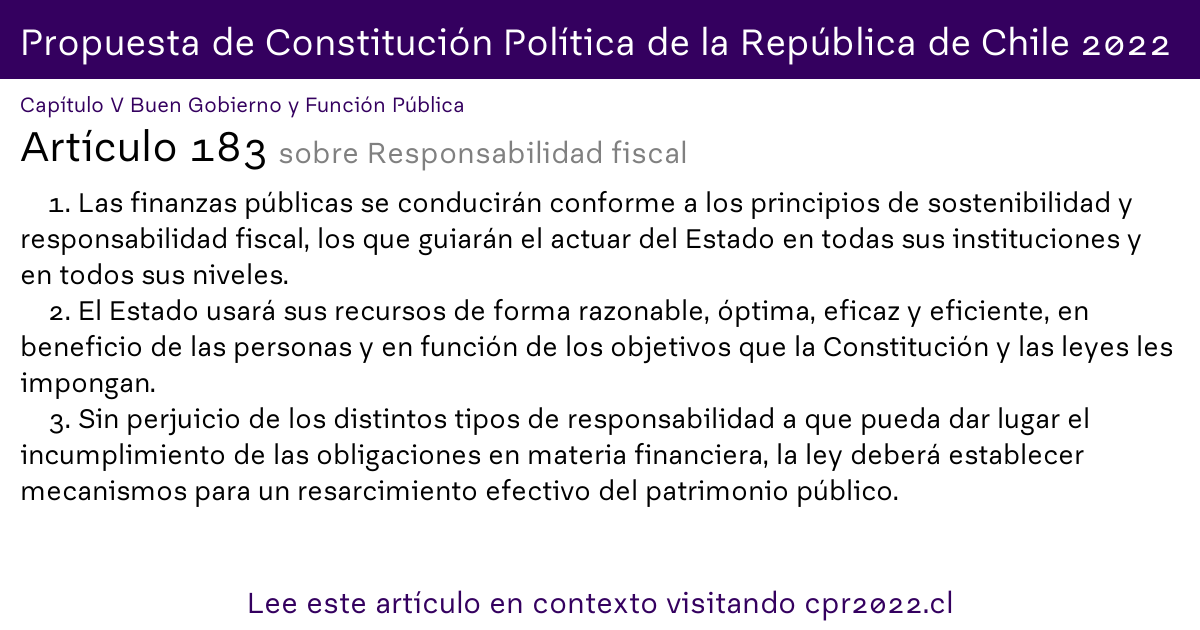 Propuesta de Constitución Política de la República de Chile 2022
Capítulo V Buen Gobierno y Función Pública
Artículo 183 sobre Responsabilidad fiscal
1. Las finanzas públicas se conducirán conforme a los principios de sostenibilidad y
responsabilidad fiscal, los que guiarán el actuar del Estado en todas sus instituciones y
en todos sus niveles.
2. El Estado usará sus recursos de forma razonable, óptima, eficaz y eficiente, en
beneficio de las personas y en función de los objetivos que la Constitución y las leyes les
impongan.
3. Sin perjuicio de los distintos tipos de responsabilidad a que pueda dar lugar el
incumplimiento de las obligaciones en materia financiera, la ley deberá establecer
mecanismos para un resarcimiento efectivo del patrimonio público.
Lee este artículo en contexto visitando cpr2022.cl